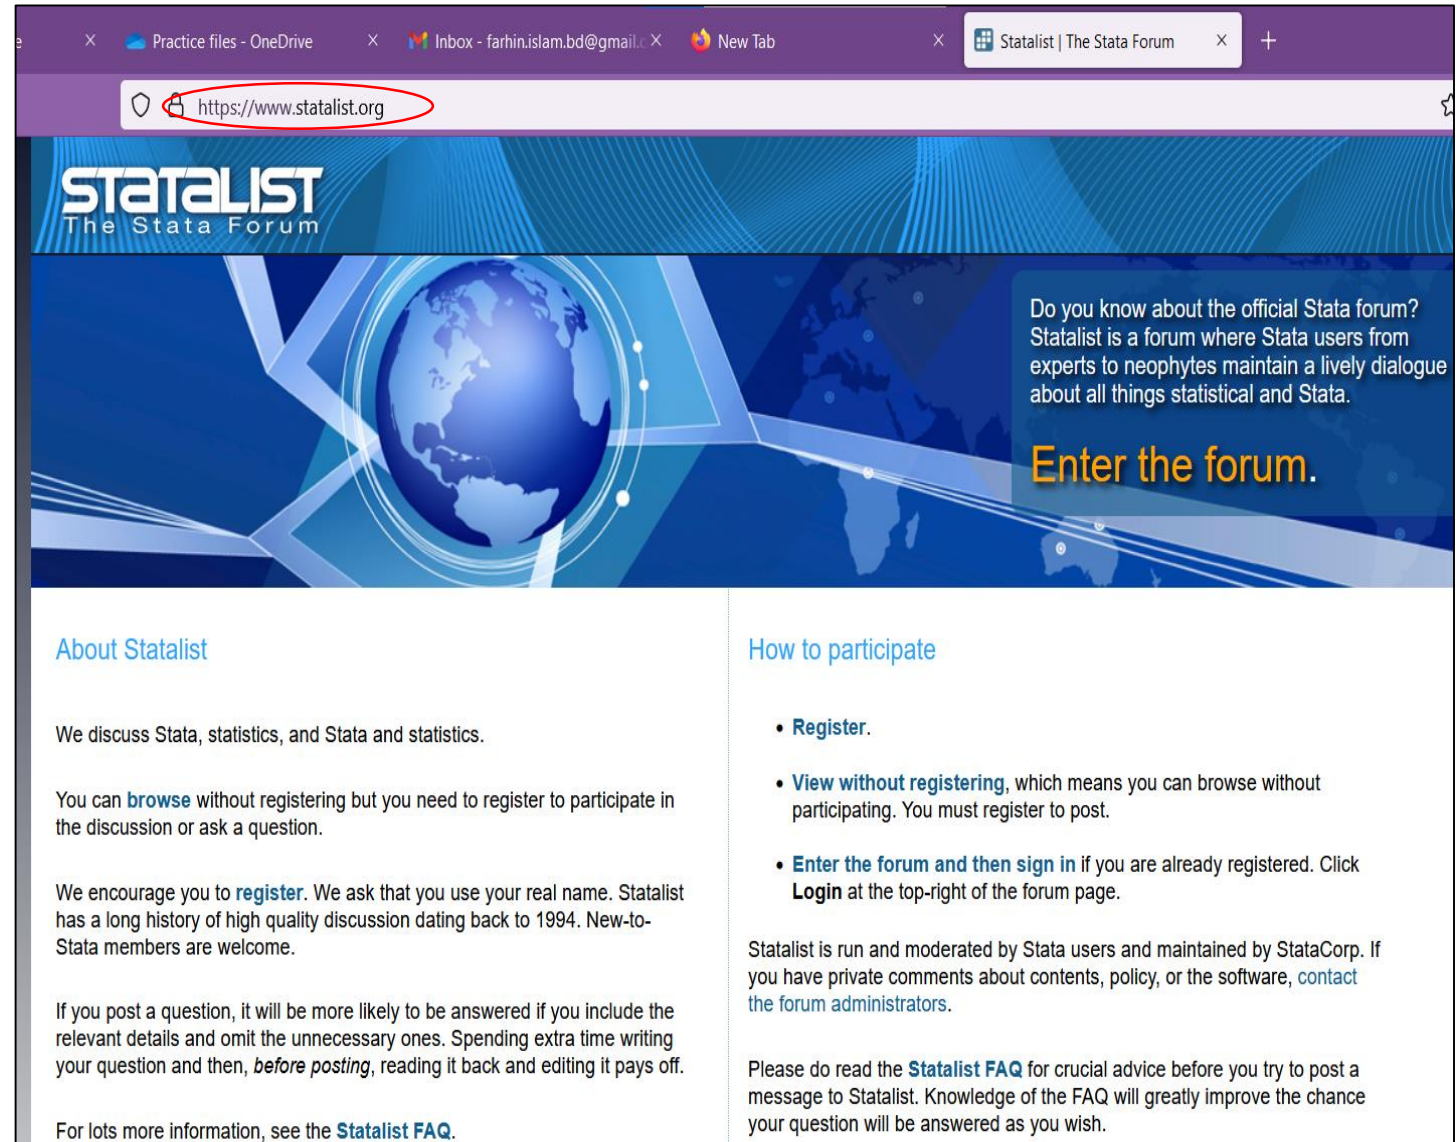 Practice files - OneDrive
Inbox - farhin.islam.bd@gmail.c
New Tab
Statalist | The Stata Forum
https://www.statalist.org
STATALIST
The Stata Forum
Do you know about the official Stata forum?
Statalist is a forum where Stata users from
experts to neophytes maintain a lively dialogue
about all things statistical and Stata.
Enter the forum.
About Statalist
We discuss Stata, statistics, and Stata and statistics.
You can browse without registering but you need to register to participate in
the discussion or ask a question.
We encourage you to register. We ask that you use your real name. Statalist
has a long history of high quality discussion dating back to 1994. New-to-
Stata members are welcome.
If you post a question, it will be more likely to be answered if you include the
relevant details and omit the unnecessary ones. Spending extra time writing
your question and then, before posting, reading it back and editing it pays off.
For lots more information, see the Statalist FAQ.
How to participate
• Register.
• View without registering, which means you can browse without
participating. You must register to post.
• Enter the forum and then sign in if you are already registered. Click
Login at the top-right of the forum page.
Statalist is run and moderated by Stata users and maintained by StataCorp. If
you have private comments about contents, policy, or the software, contact
the forum administrators.
Please do read the Statalist FAQ for crucial advice before you try to post a
message to Statalist. Knowledge of the FAQ will greatly improve the chance
your question will be answered as you wish.